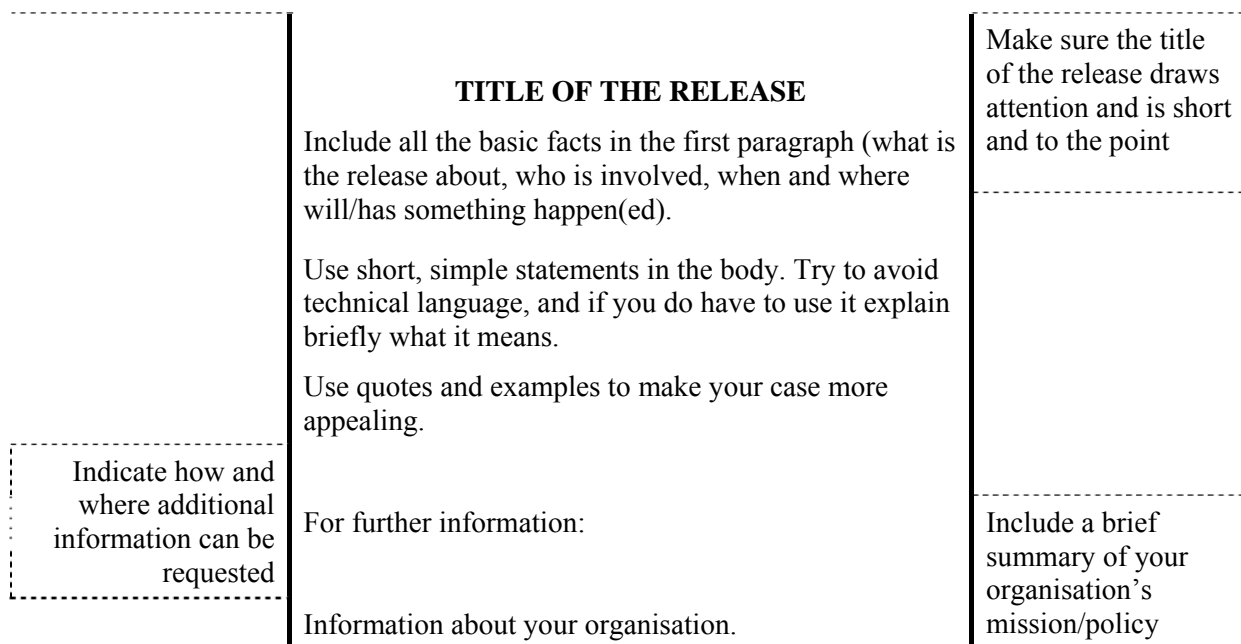 Make sure the title
of the release draws
attention and is short
and to the point
TITLE OF THE RELEASE
Include all the basic facts in the first paragraph (what is
the release about, who is involved, when and where
will/has something happen(ed).
Use short, simple statements in the body. Try to avoid
technical language, and if you do have to use it explain
briefly what it means.
Use quotes and examples to make your case more
appealing.
Indicate how and
where additional
information can be
requested
For further information:
Include a brief
summary of your
organisation’s
mission/policy
Information about your organisation.